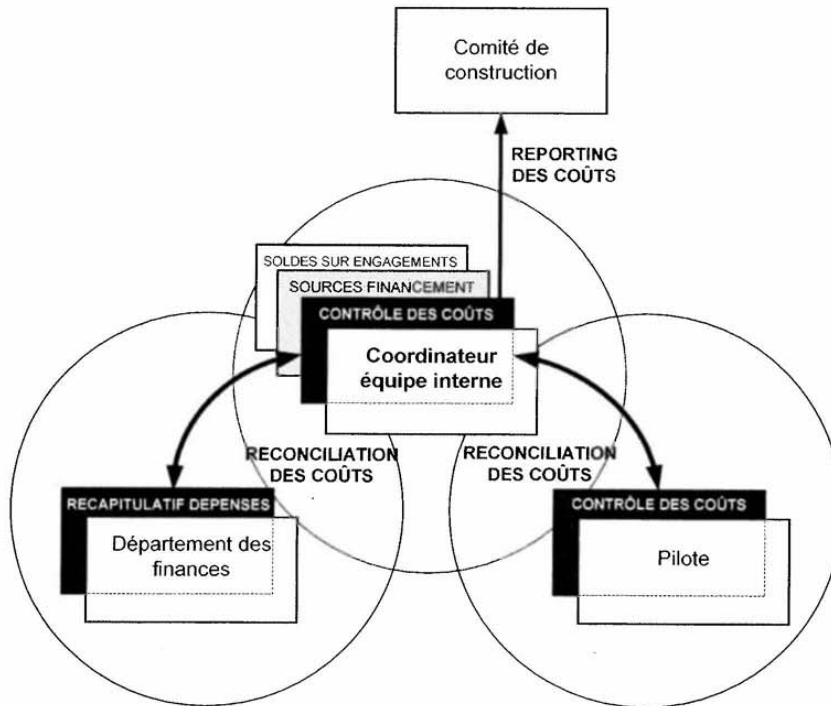 Comité de
construction
REPORTING
DES COÛTS
SOLDES SUR ENGAGEMENTS
SOURCES FINANCEMENT
CONTRÔLE DES COÛTS
Coordinateur
équipe interne
RECONCILIATION
DES COÛTS
RECONCILIATION
DES COÛTS
RECAPITULATIF DEPENSES
Département des
finances
CONTRÔLE DES COÛTS
Pilote